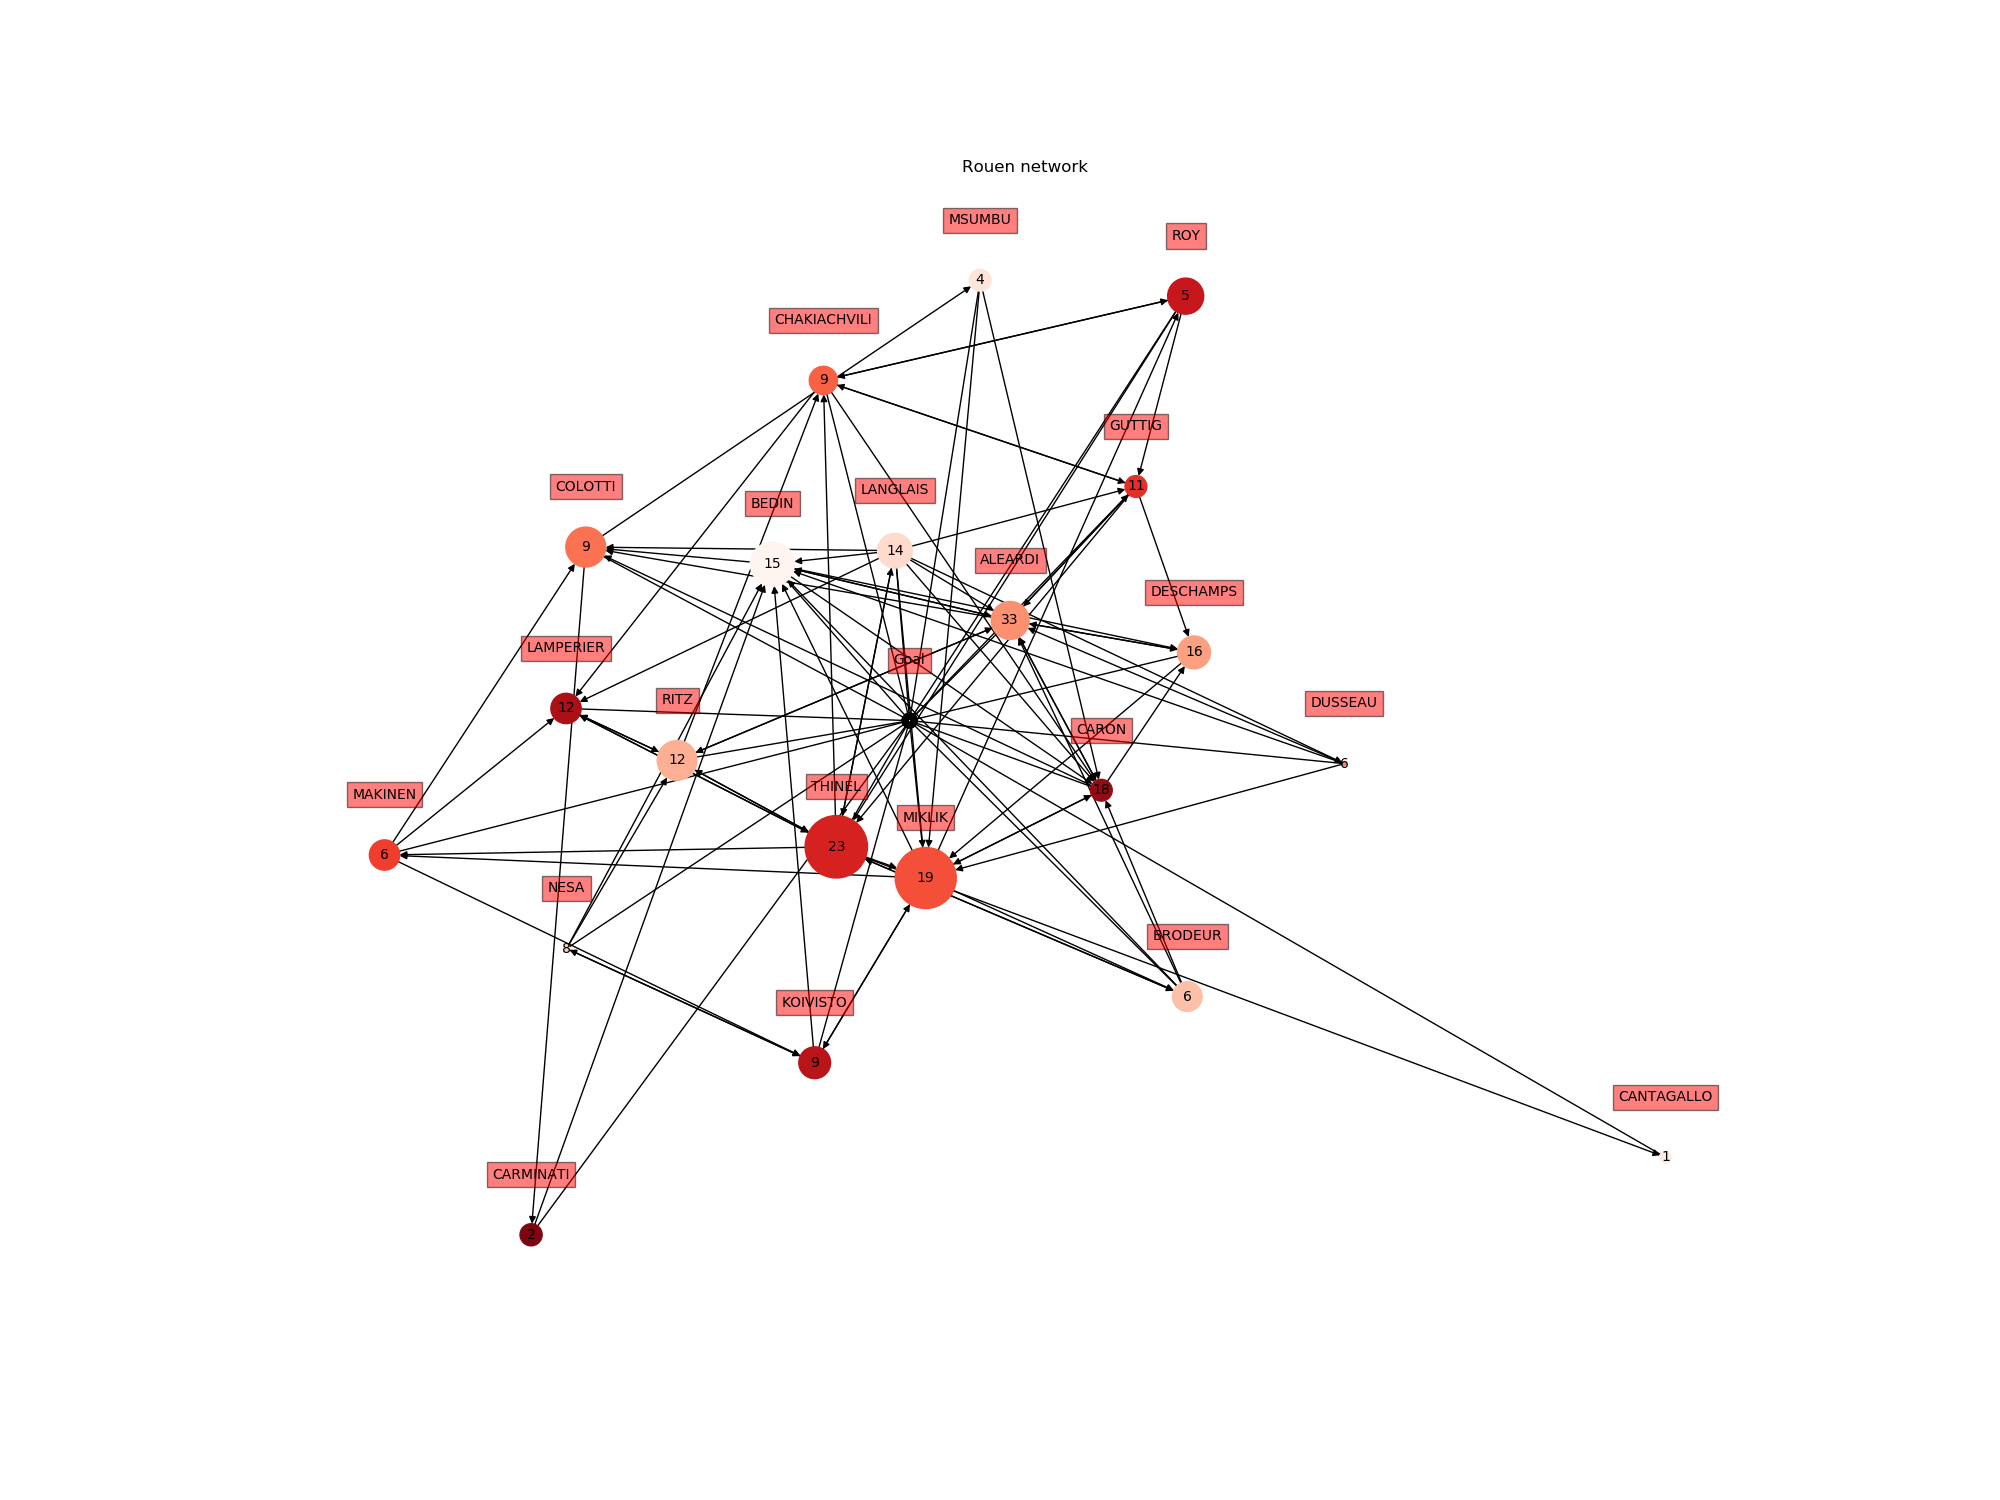 Rouen network
MSUMBU
ROY
4
5
CHAKIACHVILI
9
GUTTIG
COLOTTI
BEDIN
LANGLAIS
11
9
15
14
ALEARDI
DESCHAMPS
33
LAMPERIER
16
Goal
RITZ
DUSSEAU
12
CARON
12
6
THINEL
18
MAKINEN
MIKLIK
23
6
19
NESA
BRODEUR
8
KOIVISTO
6
9
CANTAGALLO
1
CARMINATI
2